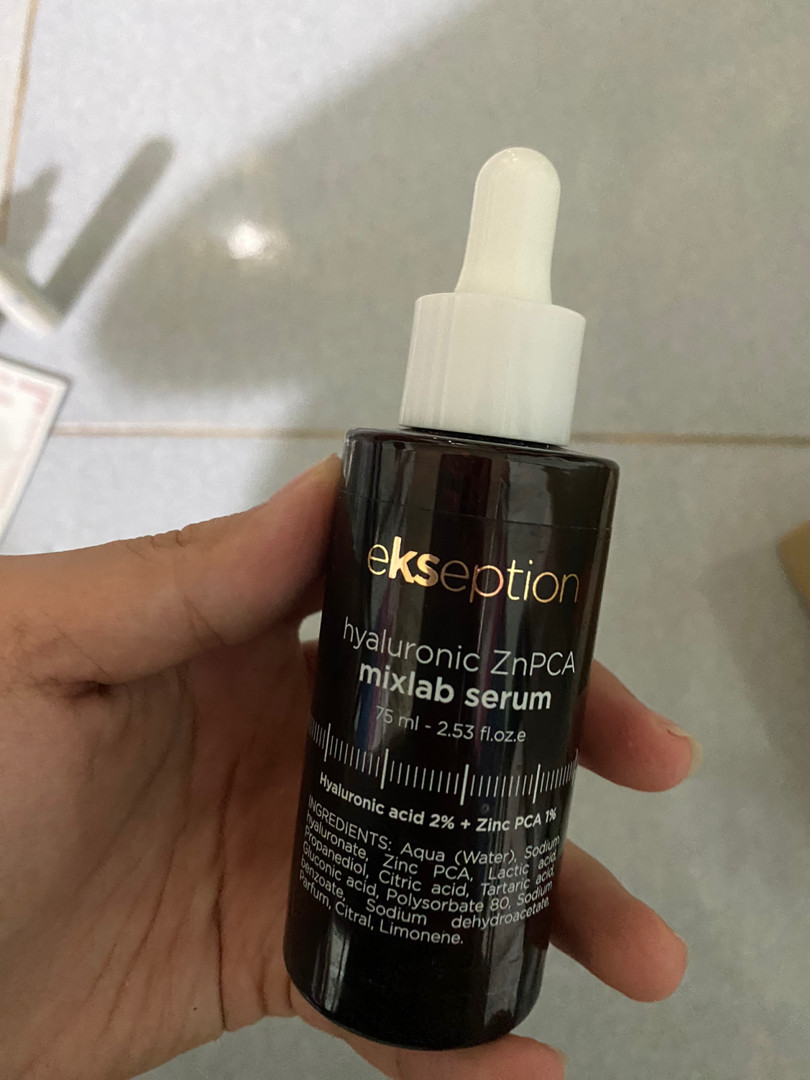 ekseption
hyaluronic ZnPCA
mixlab serum
75 ml - 2.53 fl.oz.e
Hyaluronic acid 2% + Zinc PCA 1%
INGREDIENTS: Aqua (Water), Sodium
hyaluronate, Zinc PCA, Lactic acid,
Propanediol, Citric acid, Tartaric acid,
Gluconic acid, Polysorbate 80, Sodium
benzoate, Sodium dehydroacetate,
Parfum, Citral, Limonene.